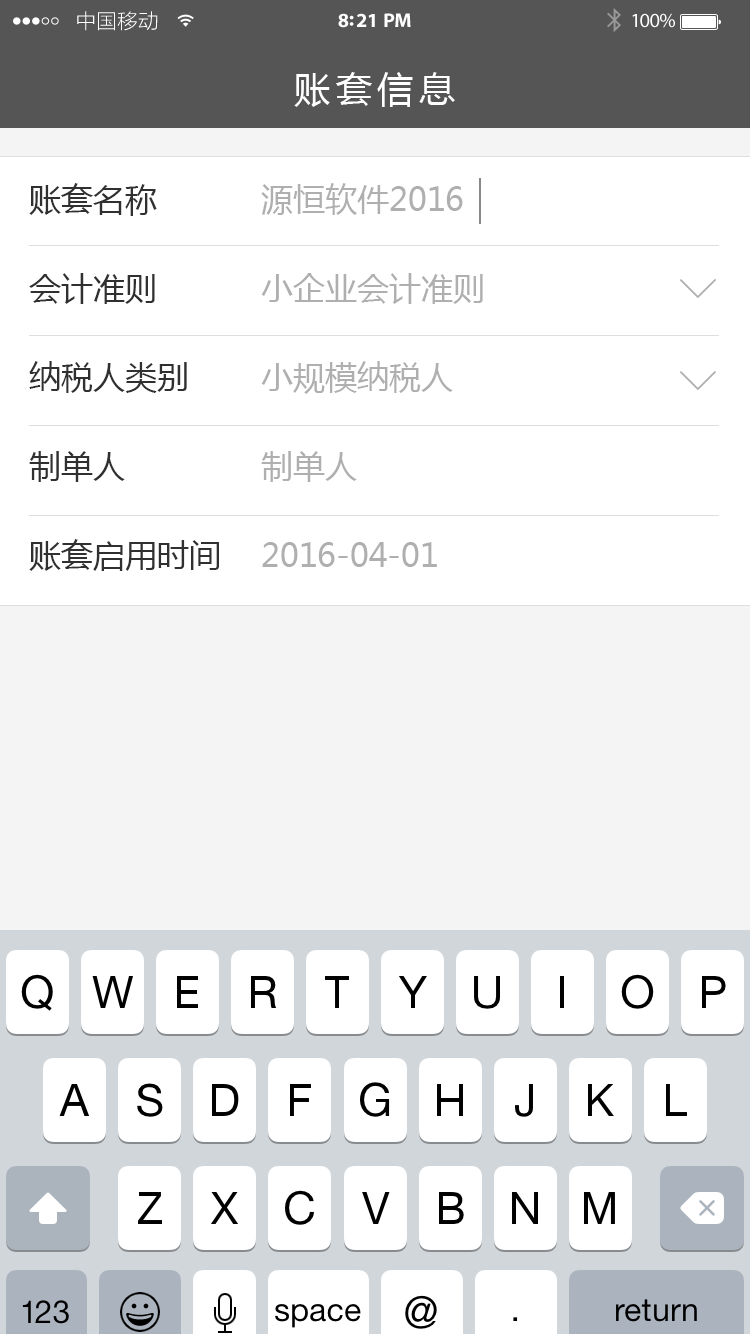 中国移动 8:21 PM 100%
账套信息
账套名称 源恒软件2016
会计准则 小企业会计准则
纳税人类别 小规模纳税人
制单人 制单人
账套启用时间 2016-04-01
Q W E R T Y U I O P
A S D F G H J K L
Z X C V B N M
123 space @ . return